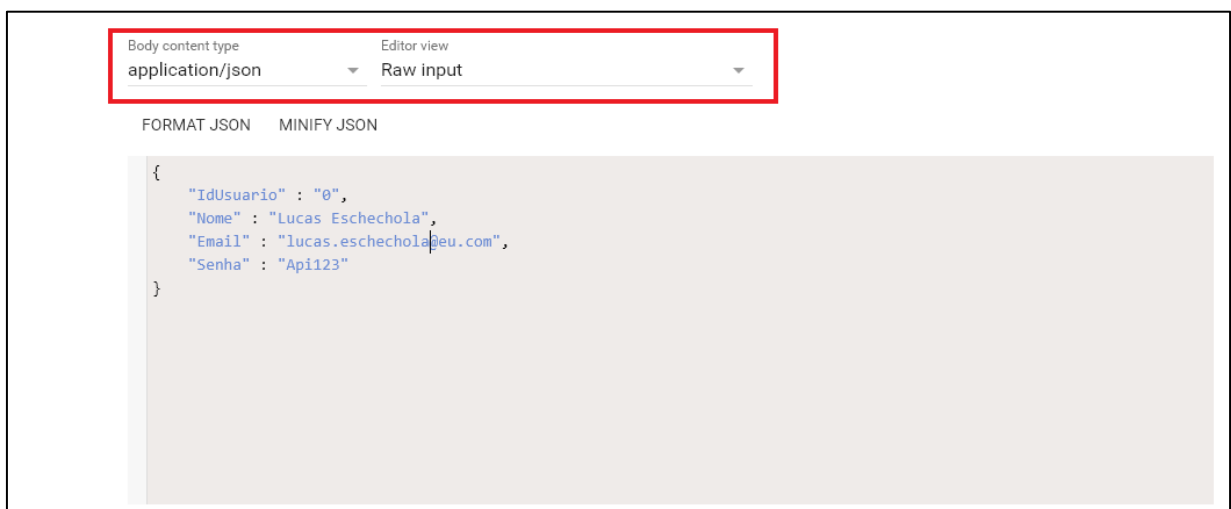 Body content type Editor view
application/json Raw input
FORMAT JSON MINIFY JSON
{
"IdUsuario" : "0",
"Nome" : "Lucas Eschechola",
"Email" : "lucas.eschechola@eu.com",
"Senha" : "Api123"
}